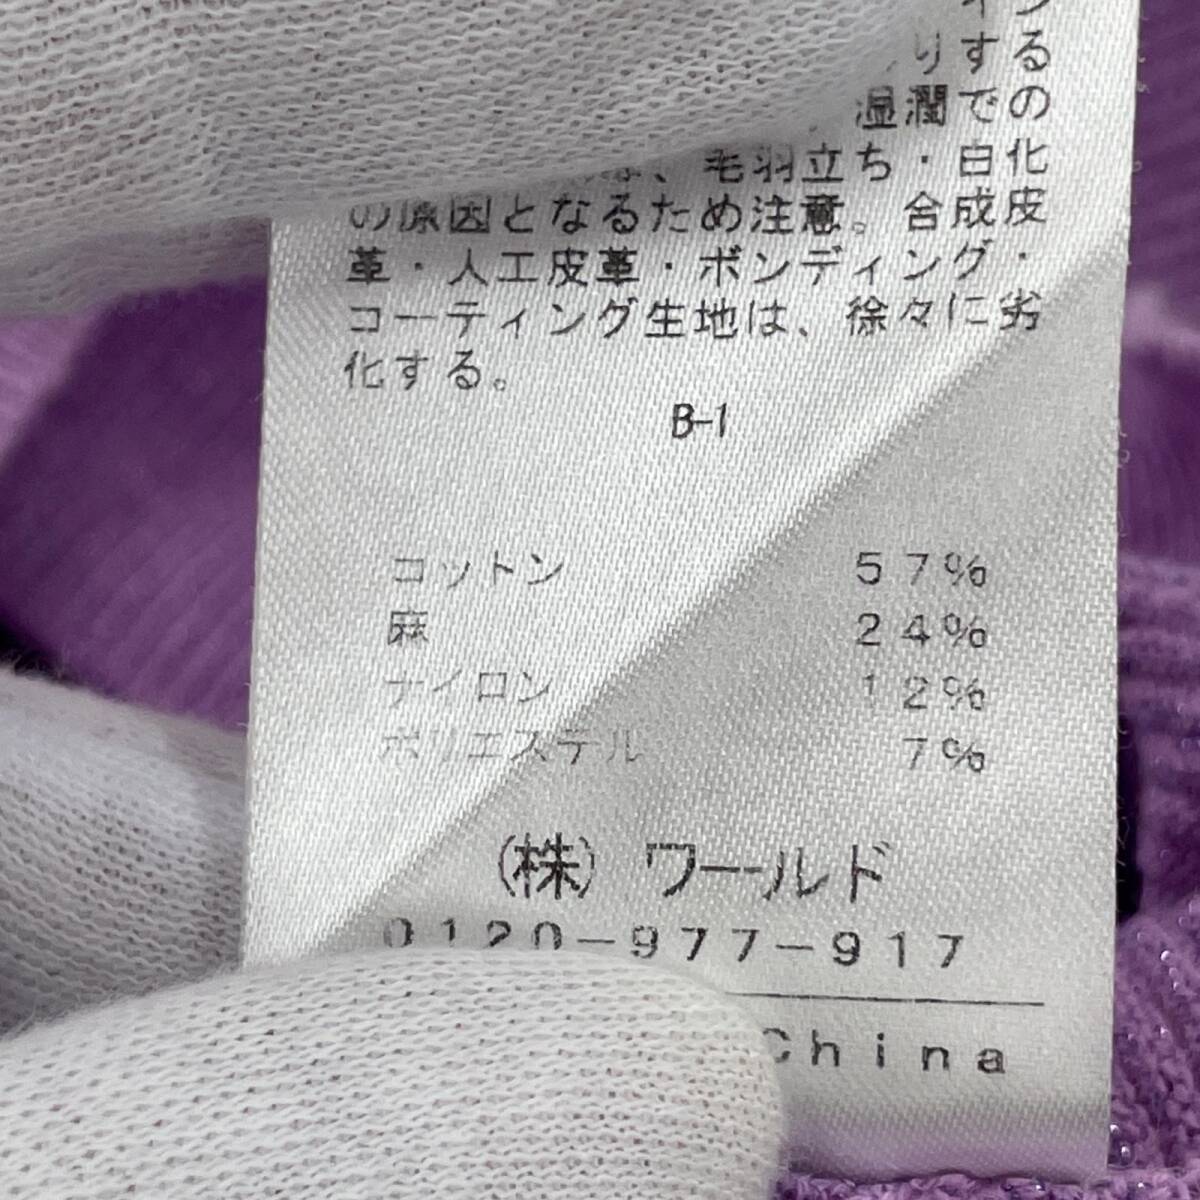 りする
湿潤での
、毛羽立ち・白化
の原因となるため注意。合成皮
革・人工皮革・ボンディング・
コーティング生地は、徐々に劣
化する。
B-1
コットン 57%
麻 24%
ナイロン 12%
ポリエステル 7%
(株) ワールド
0120-977-917
China